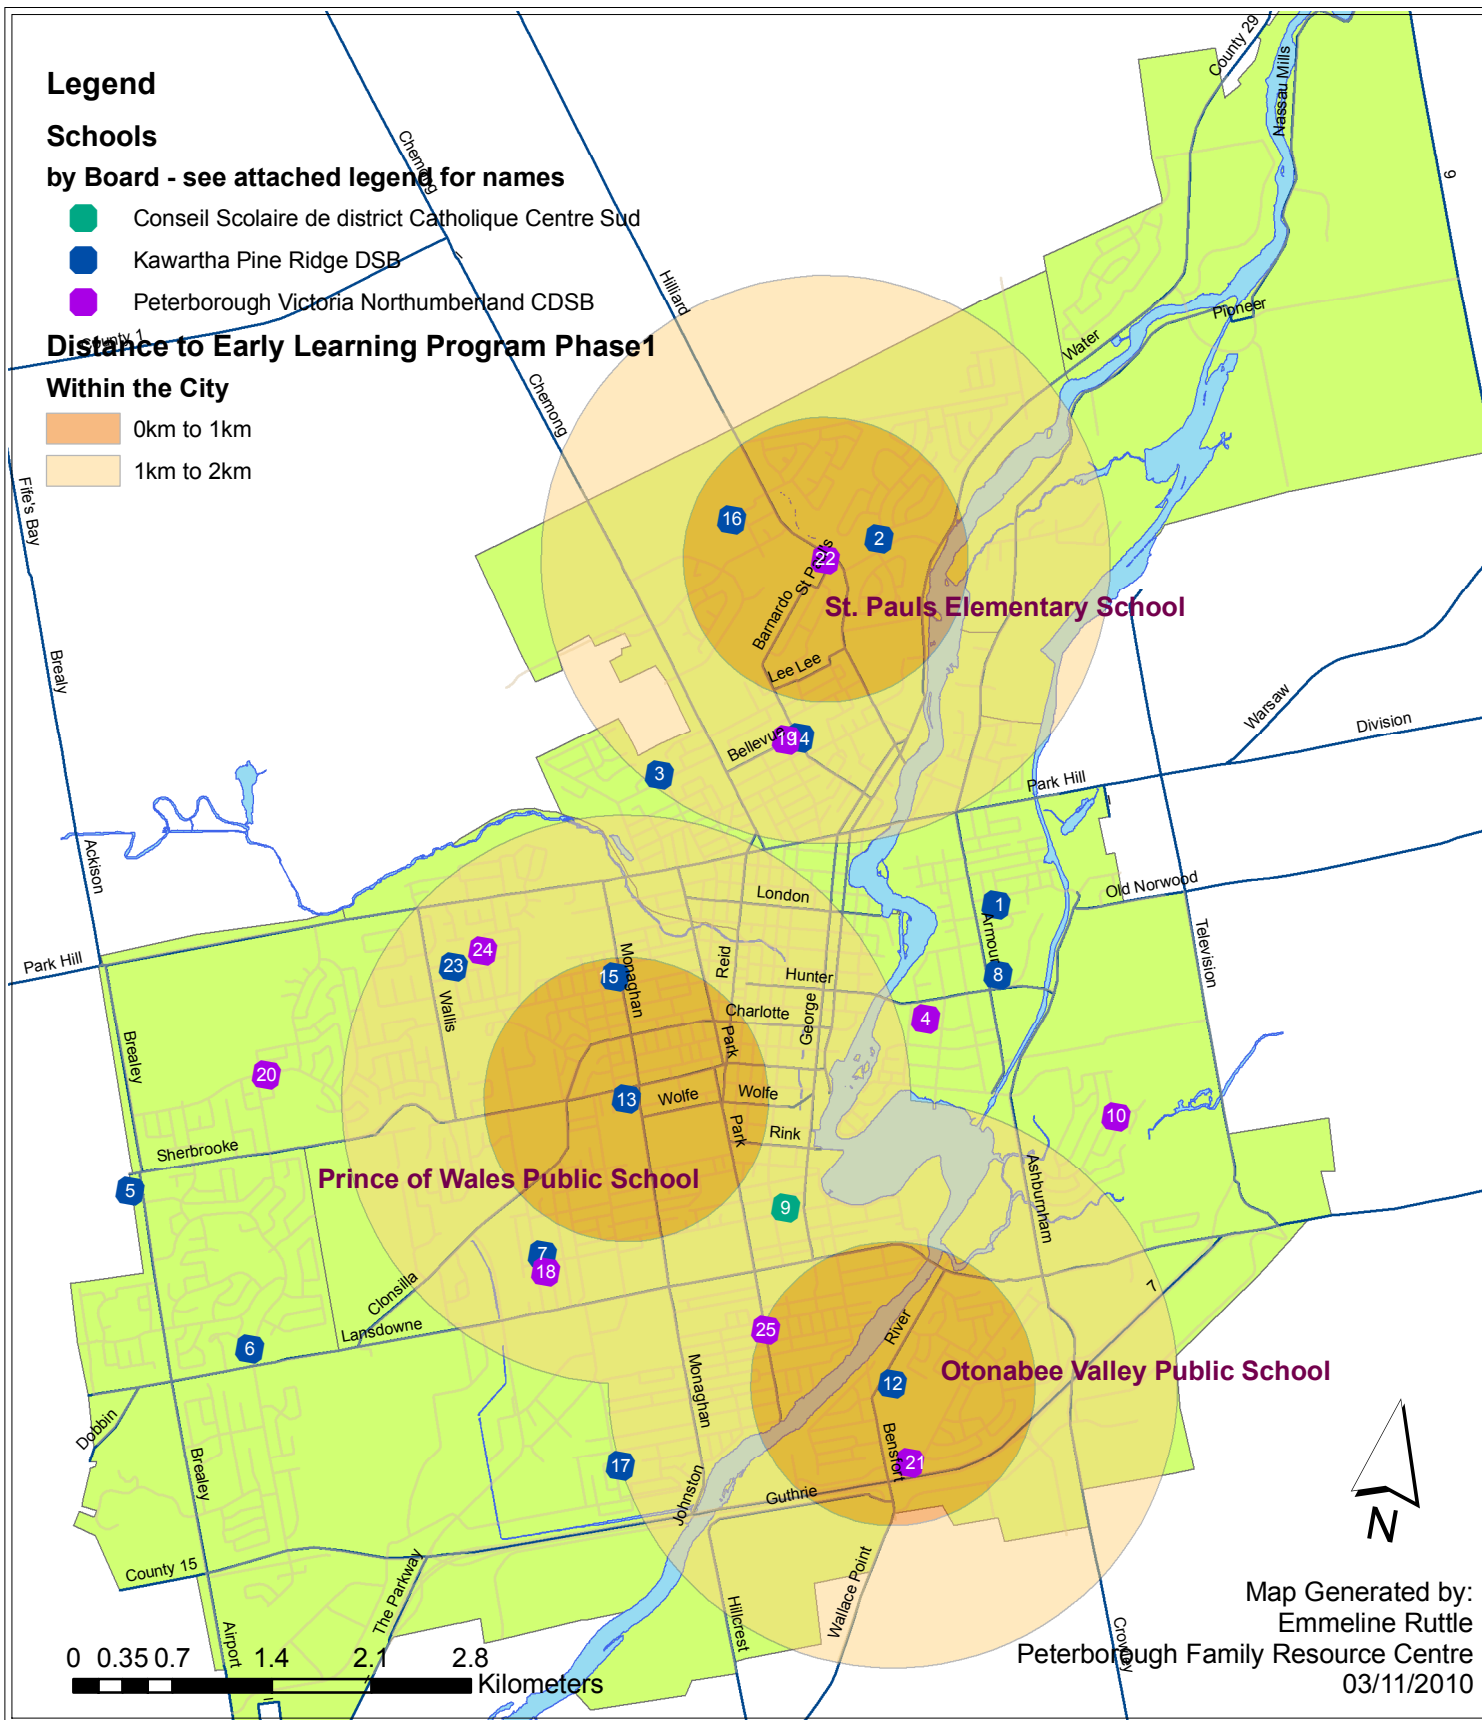 Legend
Schools
by Board - see attached legend for names
Conseil Scolaire de district Catholique Centre Sud
Kawartha Pine Ridge DSB
Peterborough Victoria Northumberland CDSB
Distance to Early Learning Program Phase1
Within the City
0km to 1km
1km to 2km
County 29
Nassau Mills
9
Chemong
Hilliard
County 1
Pioneer
Water
Chemong
Fife's Bay
16
2
22
St Pauls
St. Pauls Elementary School
Barnardo
Lee Lee
Brealy
Warsaw
Division
Bellevue
19
14
3
Park Hill
Ackison
London
Old Norwood
1
Armour
Television
Park Hill
24
23
Monaghan
15
Reid
Hunter
8
Wallis
Charlotte
George
4
Brealey
Park
20
13
Wolfe
Wolfe
10
Park
Rink
Sherbrooke
Prince of Wales Public School
Ashburnham
5
9
7
18
Clonsilla
7
Lansdowne
25
River
6
Otonabee Valley Public School
12
Monaghan
Dobbin
Bensfort
21
Brealey
17
Johnston
Guthrie
N
County 15
The Parkway
Wallace Point
Hillcrest
Airport
Crowley
Map Generated by:
Emmeline Ruttle
Peterborough Family Resource Centre
03/11/2010
0 0.35 0.7 1.4 2.1 2.8
Kilometers